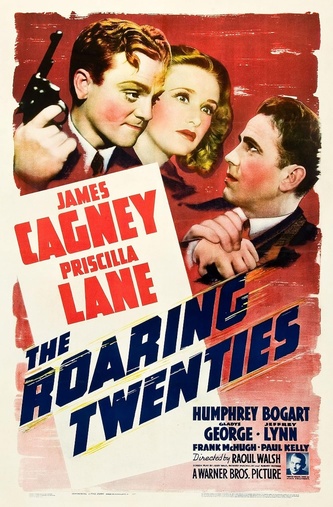 JAMES
CAGNEY
PRISCILLA
LANE
THE
ROARING
TWENTIES
HUMPHREY BOGART
GLADYS GEORGE · JEFFREY LYNN
FRANK McHUGH · PAUL KELLY
Directed by RAOUL WALSH
A WARNER BROS. PICTURE